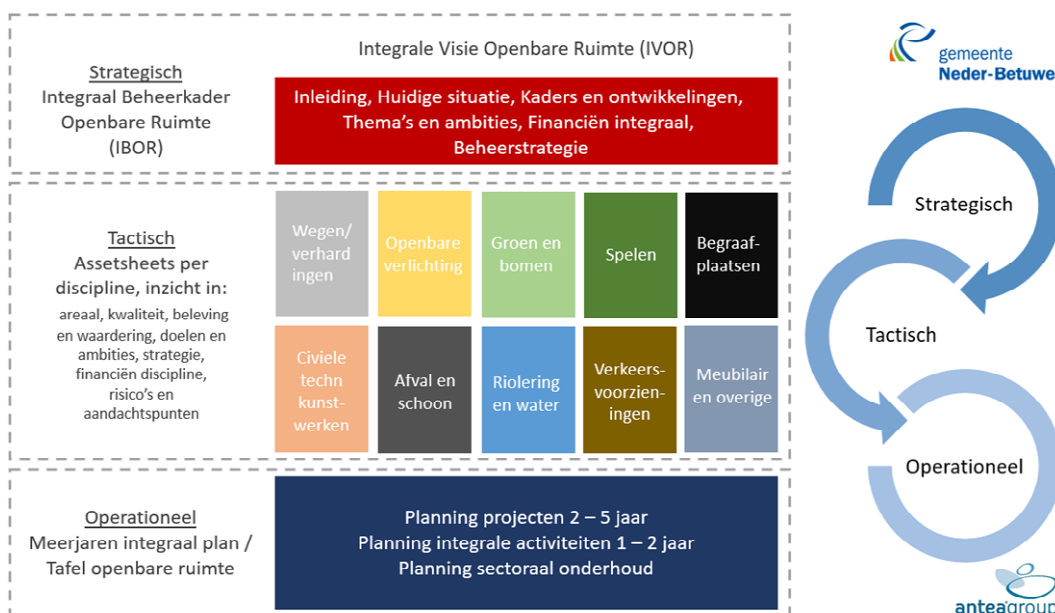 Integrale Visie Openbare Ruimte (IVOR)
Strategisch
Integraal Beheerkader
Openbare Ruimte
(IBOR)
Inleiding, Huidige situatie, Kaders en ontwikkelingen,
Thema's en ambities, Financiën integraal,
Beheerstrategie
Tactisch
Assetsheets per
discipline, inzicht in:
areaal, kwaliteit, beleving
en waardering, doelen en
ambities, strategie,
financiën discipline,
risico's en
aandachtspunten
Wegen/
verhard
ingen
Openbare
verlichting
Groen en
bomen
Spelen
Begraaf-
plaatsen
Civiele
techn
kunst-
werken
Afval en
schoon
Riolering
en water
Verkeers-
voorzien-
ingen
Meubilair
en overige
Operationeel
Meerjaren integraal plan /
Tafel openbare ruimte
Planning projecten 2 – 5 jaar
Planning integrale activiteiten 1 – 2 jaar
Planning sectoraal onderhoud
gemeente
Neder-Betuwe
Strategisch
Tactisch
Operationeel
anteagroup